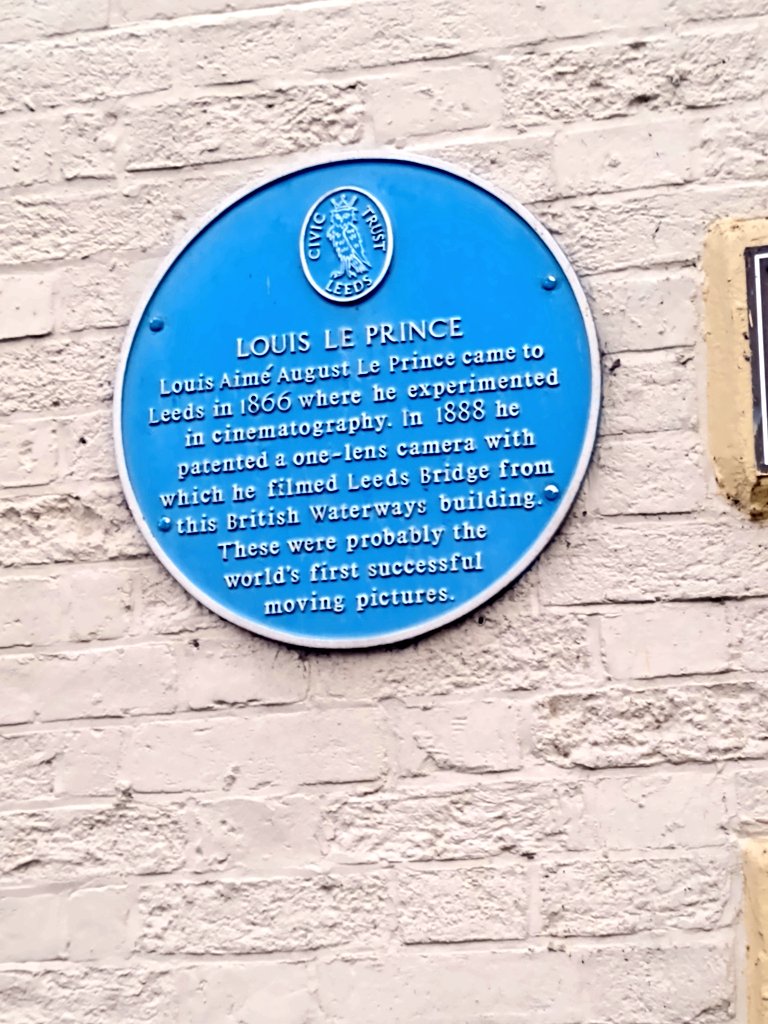 CIVIC TRUST
LEEDS
LOUIS LE PRINCE
Louis Aimé August Le Prince came to
Leeds in 1866 where he experimented
in cinematography. In 1888 he
patented a one-lens camera with
which he filmed Leeds Bridge from
this British Waterways building.
These were probably the
world's first successful
moving pictures.